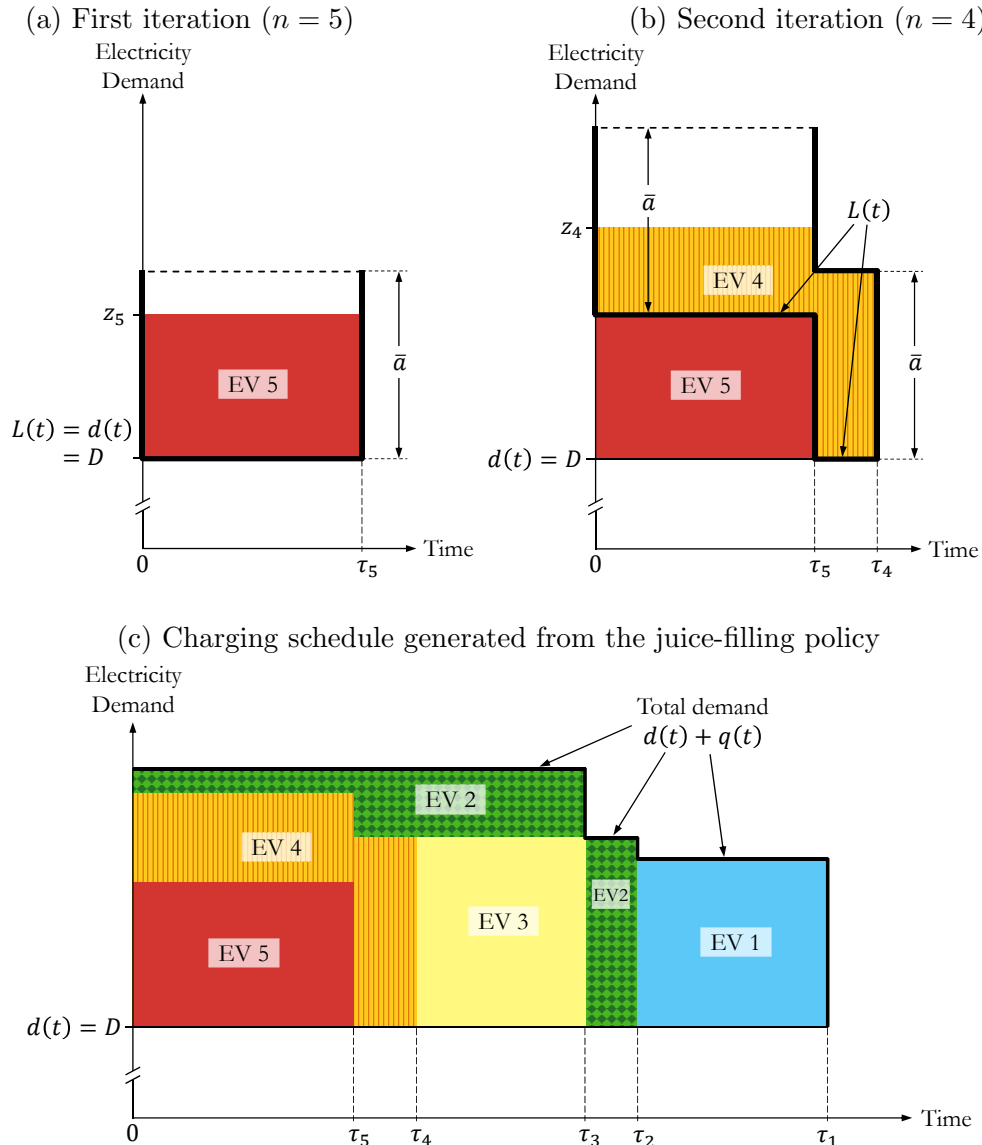 (a) First iteration (n = 5)
Electricity
Demand
z₅
EV 5
ā
L(t) = d(t)
= D
Time
0
τ₅
(b) Second iteration (n = 4)
Electricity
Demand
ā
L(t)
z₄
EV 4
ā
EV 5
d(t) = D
Time
0
τ₅
τ₄
(c) Charging schedule generated from the juice-filling policy
Electricity
Demand
Total demand
d(t) + q(t)
EV 2
EV 4
EV2
EV 3
EV 1
EV 5
d(t) = D
Time
0
τ₅
τ₄
τ₃
τ₂
τ₁